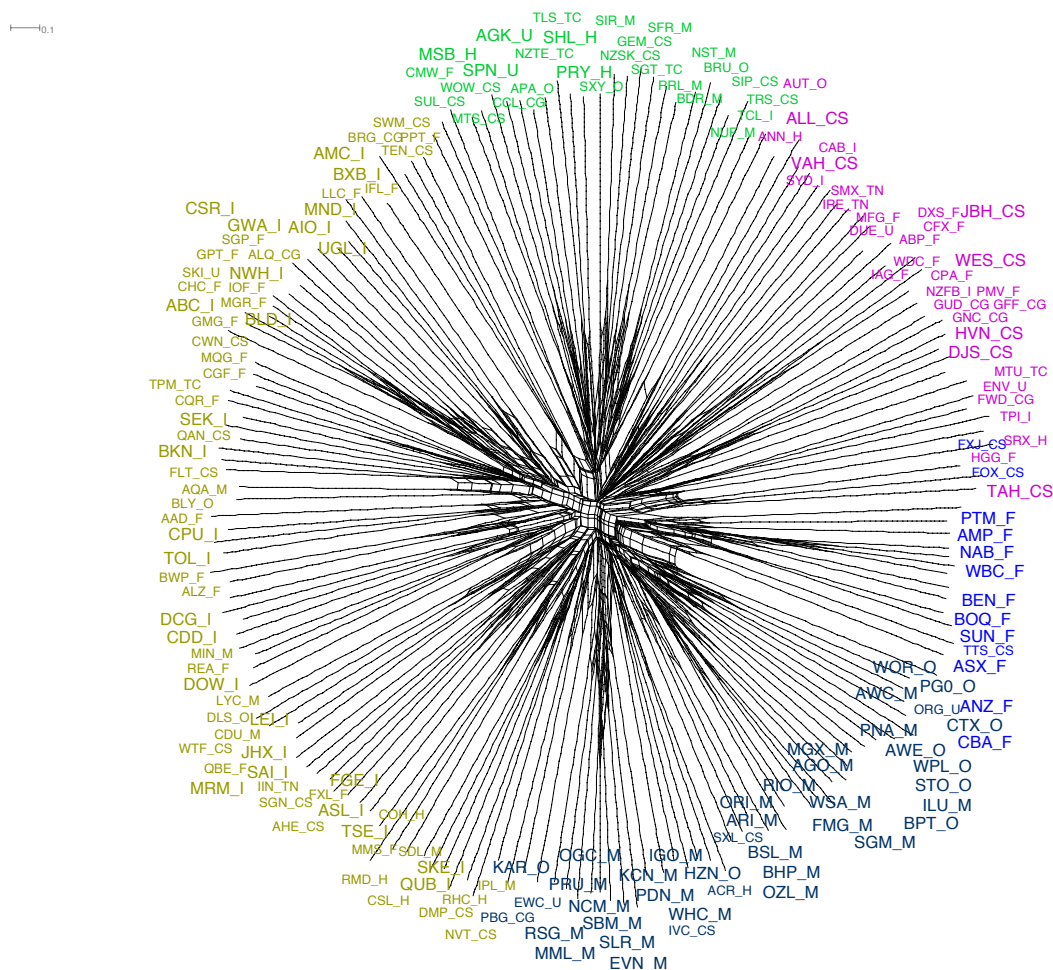 0.1
TLS_TC
SIR_M
SFR_M
AGK_U
SHL_H
GEM_CS
MSB_H
NZTE_TC
NZSK_CS
NST_M
CMW_F
SPN_U
PRY_H
SGT_TC
BRU_O
WOW_CS
APA_O
SXY_O
RRL_M
SIP_CS
AUT_O
SUL_CS
CCL_CG
BDR_M
TRS_CS
MTS_CS
TCL_I
ALL_CS
SWM_CS
NUF_M
ANN_H
BRG_CG
PPT_F
AMC_I
TEN_CS
CAB_I
BXB_I
VAH_CS
LLC_F
IFL_F
SYD_I
SMX_TN
CSR_I
MND_I
IRE_TN
GWA_I
AIO_I
MFG_F
DXS_F
JBH_CS
SGP_F
DUE_U
CFX_F
GPT_F
ALQ_CG
UGL_I
ABP_F
SKI_U
NWH_I
WDC_F
WES_CS
CHC_F
IOF_F
IAG_F
CPA_F
ABC_I
MGR_F
NZFB_I
PMV_F
GMG_F
BLD_I
GUD_CG
GFF_CG
GNC_CG
CWN_CS
HVN_CS
MQG_F
DJS_CS
CGF_F
MTU_TC
TPM_TC
ENV_U
CQR_F
FWD_CG
SEK_I
TPI_I
QAN_CS
BKN_I
FXJ_CS
SRX_H
FLT_CS
HGG_F
FOX_CS
AQA_M
TAH_CS
BLY_O
AAD_F
PTM_F
CPU_I
AMP_F
TOL_I
NAB_F
BWP_F
WBC_F
ALZ_F
BEN_F
DCG_I
BOQ_F
CDD_I
SUN_F
MIN_M
TTS_CS
REA_F
WOR_O
ASX_F
DOW_I
AWC_M
PG0_O
LYC_M
ORG_U
ANZ_F
DLS_O
LEI_I
CTX_O
CDU_M
PNA_M
CBA_F
WTF_CS
JHX_I
MGX_M
AWE_O
QBE_F
SAI_I
AGO_M
WPL_O
MRM_I
IIN_TN
FGE_I
RIO_M
STO_O
SGN_CS
FXL_F
ORI_M
WSA_M
ILU_M
AHE_CS
ASL_I
COH_H
ARI_M
FMG_M
BPT_O
TSE_I
SXL_CS
SGM_M
MMS_F
SDL_M
OGC_M
IGO_M
BSL_M
RMD_H
SKE_I
KAR_O
KCN_M
HZN_O
BHP_M
CSL_H
QUB_I
IPL_M
PRU_M
PDN_M
ACR_H
OZL_M
RHC_H
EWC_U
NCM_M
WHC_M
DMP_CS
PBG_CG
SBM_M
IVC_CS
NVT_CS
RSG_M
SLR_M
MML_M
EVN_M